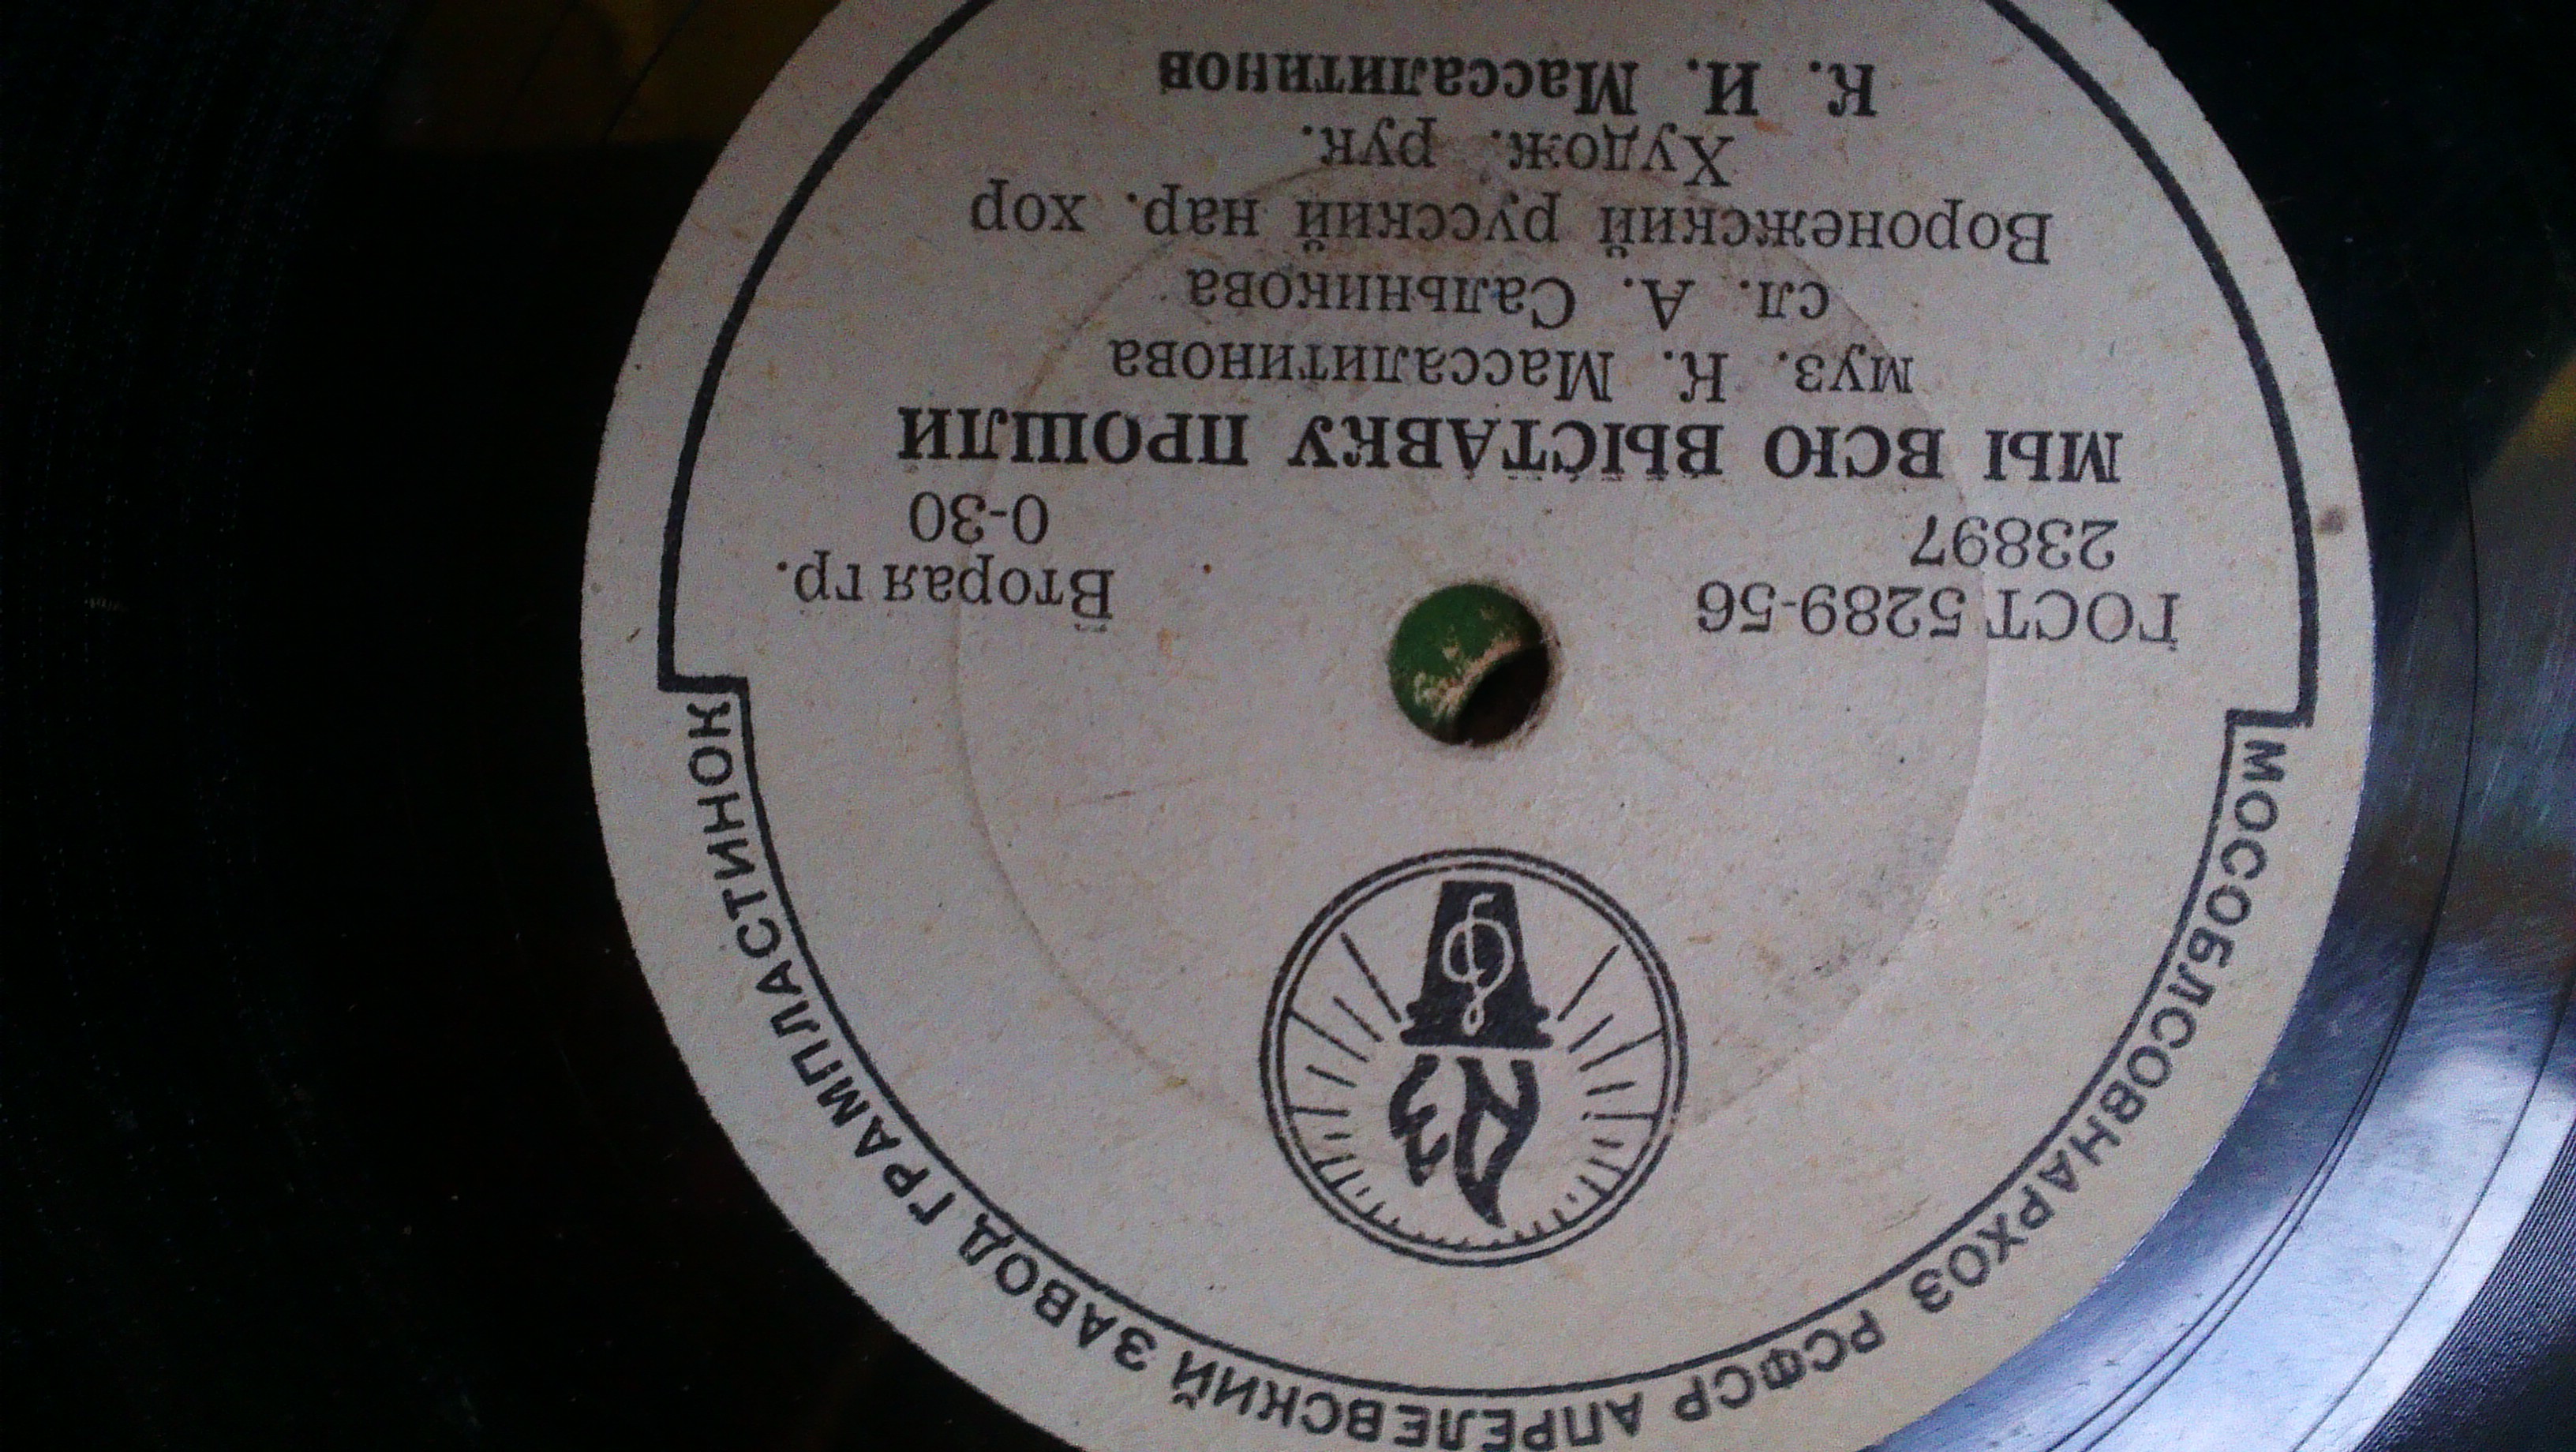 МОСОБЛСОВНАРХОЗ РСФСР АПРЕЛЕВСКИЙ ЗАВОД ГРАМПЛАСТИНОК
ГОСТ 5289-56 Вторая гр.
23897 0-30
МЫ ВСЮ ВЫСТАВКУ ПРОШЛИ
муз. К. Массалитинова
сл. А. Сальникова
Воронежский русский нар. хор
Худож. рук.
К. И. Массалитинов